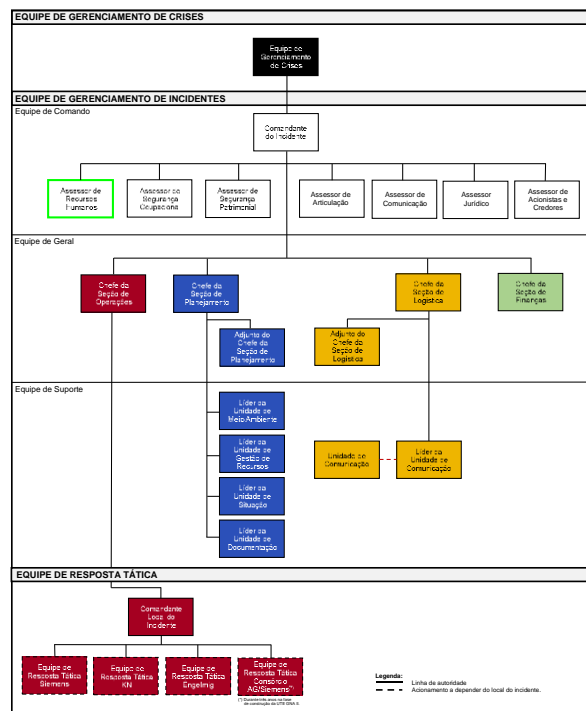 EQUIPE DE GERENCIAMENTO DE CRISES
Equipe de
Gerenciamento
de Crises
EQUIPE DE GERENCIAMENTO DE INCIDENTES
Equipe de Comando
Comandante
do Incidente
Assessor de
Recursos
Humanos
Assessor de
Segurança
Ocupacional
Assessor de
Segurança
Patrimonial
Assessor de
Articulação
Assessor de
Comunicação
Assessor
Jurídico
Assessor de
Acionistas e
Credores
Equipe de Geral
Chefe da
Seção de
Operações
Chefe da
Seção de
Planejamento
Chefe da
Seção de
Logística
Chefe da
Seção de
Finanças
Adjunto do
Chefe da
Seção de
Planejamento
Adjunto do
Chefe da
Seção de
Logística
Equipe de Suporte
Líder da
Unidade de
Meio Ambiente
Líder da
Unidade de
Gestão de
Recursos
Líder da
Unidade de
Situação
Líder da
Unidade de
Documentação
Unidade de
Comunicação
Líder da
Unidade de
Comunicação
EQUIPE DE RESPOSTA TÁTICA
Comandante
Local do
Incidente
Equipe de
Resposta Tática
Siemens
Equipe de
Resposta Tática
KN
Equipe de
Resposta Tática
Engelmig
Equipe de
Resposta Tática
Consórcio
AG/Siemens(*)
de construção da UTE GNA II.
Legenda:
Linha de autoridade
Acionamento a depender do local do incidente.